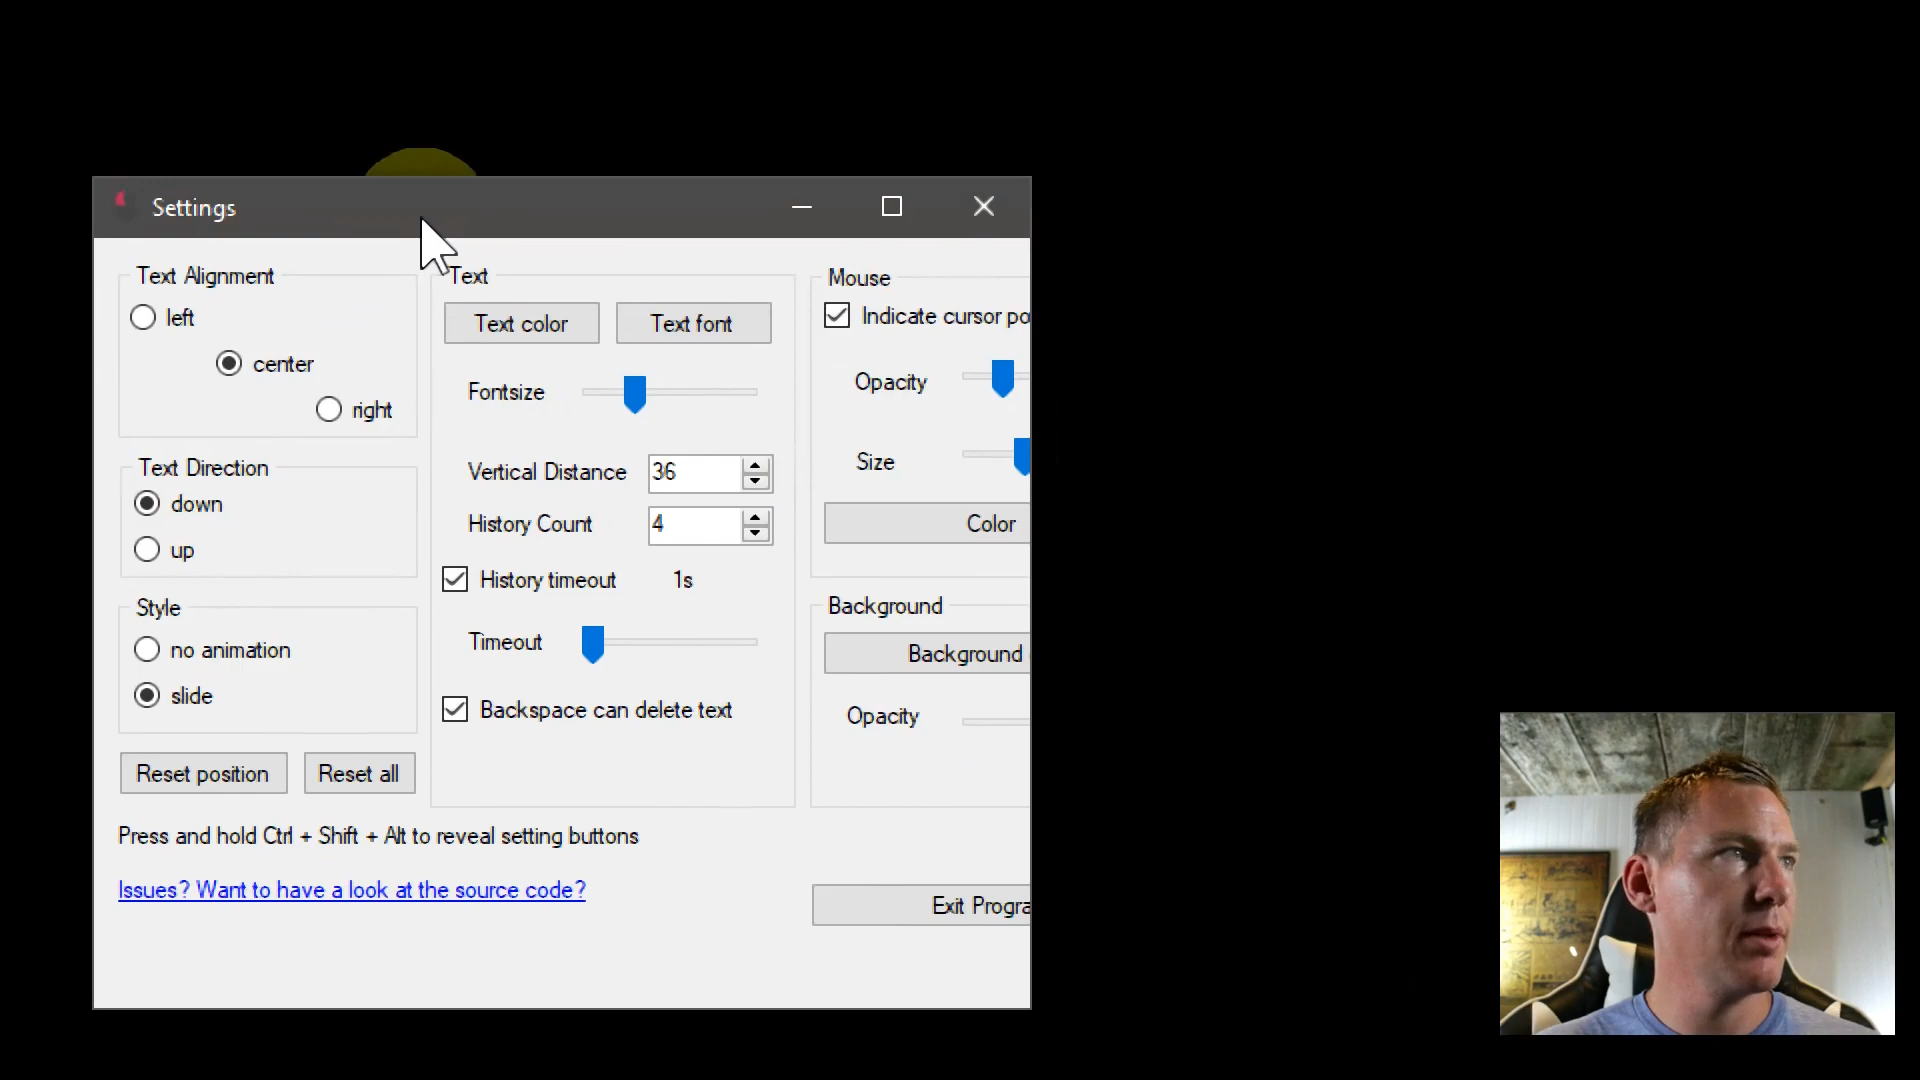 Settings
Text Alignment
left
center
right
Text Direction
down
up
Style
no animation
slide
Reset position
Reset all
Text
Text color
Text font
Fontsize
Vertical Distance 36
History Count 4
History timeout 1s
Timeout
Backspace can delete text
Mouse
Indicate cursor po
Opacity
Size
Color
Background
Background
Opacity
Press and hold Ctrl + Shift + Alt to reveal setting buttons
Issues? Want to have a look at the source code?
Exit Progra